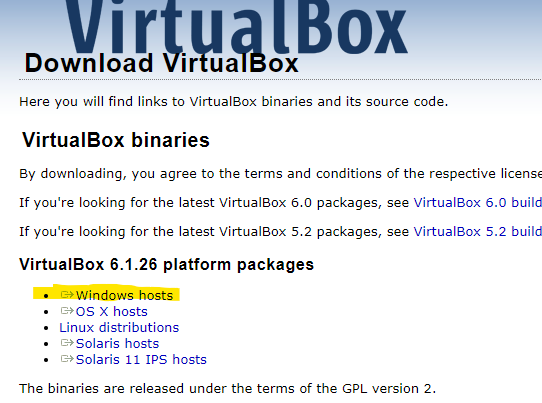 VirtualBox
Download VirtualBox
Here you will find links to VirtualBox binaries and its source code.
VirtualBox binaries
By downloading, you agree to the terms and conditions of the respective license
If you're looking for the latest VirtualBox 6.0 packages, see VirtualBox 6.0 build
If you're looking for the latest VirtualBox 5.2 packages, see VirtualBox 5.2 build
VirtualBox 6.1.26 platform packages
• Windows hosts
• OS X hosts
• Linux distributions
• Solaris hosts
• Solaris 11 IPS hosts
The binaries are released under the terms of the GPL version 2.